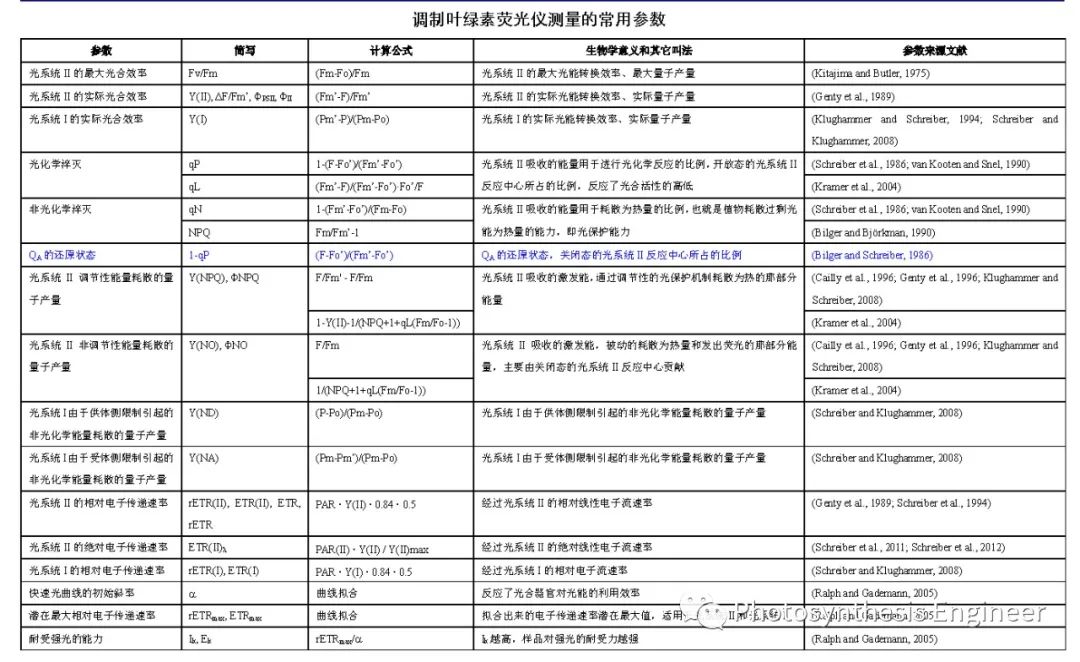 调制叶绿素荧光仪测量的常用参数
参数 简写 计算公式 生物学意义和其它叫法 参数来源文献
光系统 II 的最大光合效率 Fv/Fm (Fm-Fo)/Fm 光系统 II 的最大光能转换效率、最大量子产量 (Kitajima and Butler, 1975)
光系统 II 的实际光合效率 Y(II), ΔF/Fm', ΦPSII, ΦII (Fm'-F)/Fm' 光系统 II 的实际光能转换效率、实际量子产量 (Genty et al., 1989)
光系统 I 的实际光合效率 Y(I) (Pm'-P)/(Pm-Po) 光系统 I 的实际光能转换效率、实际量子产量 (Klughammer and Schreiber, 1994; Schreiber and
Klughammer, 2008)
光化学淬灭 qP 1-(F-Fo')/(Fm'-Fo') 光系统 II 吸收的能量用于进行光化学反应的比例, 开放态的光系统 II (Schreiber et al., 1986; van Kooten and Snel, 1990)
qL (Fm'-F)/(Fm'-Fo')·Fo'/F 反应中心所占的比例, 反应了光合活性的高低 (Kramer et al., 2004)
非光化学淬灭 qN 1-(Fm'-Fo')/(Fm-Fo) 光系统 II 吸收的能量用于耗散为热量的比例, 也就是植物耗散过剩光 (Schreiber et al., 1986; van Kooten and Snel, 1990)
NPQ Fm/Fm'-1 能为热量的能力, 即光保护能力 (Bilger and Björkman, 1990)
QA 的还原状态 1-qP (F-Fo')/(Fm'-Fo') QA 的还原状态, 关闭态的光系统 II 反应中心所占的比例 (Bilger and Schreiber, 1986)
光系统 II 调节性能量耗散的量 Y(NPQ), ΦNPQ F/Fm' - F/Fm 光系统 II 吸收的激发能, 通过调节性的光保护机制耗散为热的那部分 (Cailly et al., 1996; Genty et al., 1996; Klughammer and
子产量 能量 Schreiber, 2008)
1-Y(II)-1/(NPQ+1+qL(Fm/Fo-1)) (Kramer et al., 2004)
光系统 II 非调节性能量耗散的 Y(NO), ΦNO F/Fm 光系统 II 吸收的激发能, 被动的耗散为热量和发出荧光的那部分能 (Cailly et al., 1996; Genty et al., 1996; Klughammer and
量子产量 量, 主要由关闭态的光系统 II 反应中心贡献 Schreiber, 2008)
1/(NPQ+1+qL(Fm/Fo-1)) (Kramer et al., 2004)
光系统 I 由于供体侧限制引起的 Y(ND) (P-Po)/(Pm-Po) 光系统 I 由于供体侧限制引起的非光化学能量耗散的量子产量 (Schreiber and Klughammer, 2008)
非光化学能量耗散的量子产量
光系统 I 由于受体侧限制引起的 Y(NA) (Pm-Pm')/(Pm-Po) 光系统 I 由于受体侧限制引起的非光化学能量耗散的量子产量 (Schreiber and Klughammer, 2008)
非光化学能量耗散的量子产量
光系统 II 的相对电子传递速率 rETR(II), ETR(II), ETR, PAR·Y(II)·0.84·0.5 经过光系统 II 的相对线性电子流速率 (Genty et al., 1989; Schreiber et al., 1994)
rETR
光系统 II 的绝对电子传递速率 ETR(II)λ PAR(II)·Y(II) / Y(II)max 经过光系统 II 的绝对线性电子流速率 (Schreiber et al., 2011; Schreiber et al., 2012)
光系统 I 的相对电子传递速率 rETR(I), ETR(I) PAR·Y(I)·0.84·0.5 经过光系统 I 的相对电子流速率 (Schreiber and Klughammer, 2008)
快速光曲线的初始斜率 α 曲线拟合 反应了光合器官对光能的利用效率 (Ralph and Gademann, 2005)
潜在最大相对电子传递速率 rETRmax, ETRmax 曲线拟合 拟合出来的电子传递速率潜在最大值, 适用 (Ralph and Gademann, 2005)
Photosynthesis Engineer
耐受强光的能力 Ik, Ek rETRmax/α Ik 越高, 样品对强光的耐受力越强 (Ralph and Gademann, 2005)